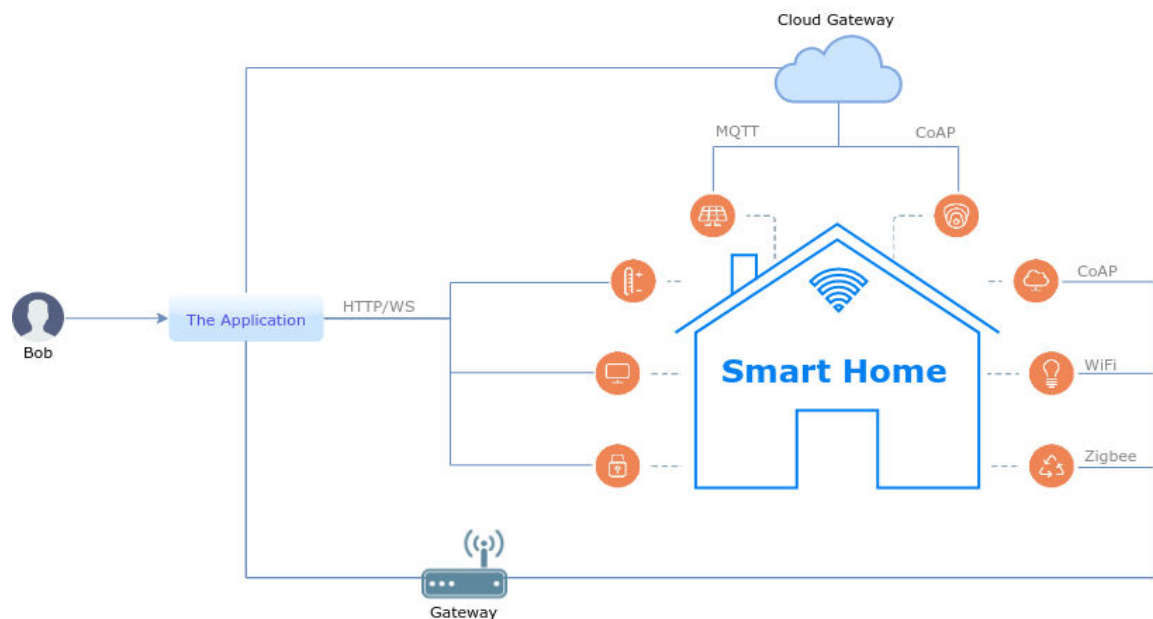 Cloud Gateway
MQTT
CoAP
CoAP
HTTP/WS
The Application
Bob
Smart Home
WiFi
Zigbee
Gateway